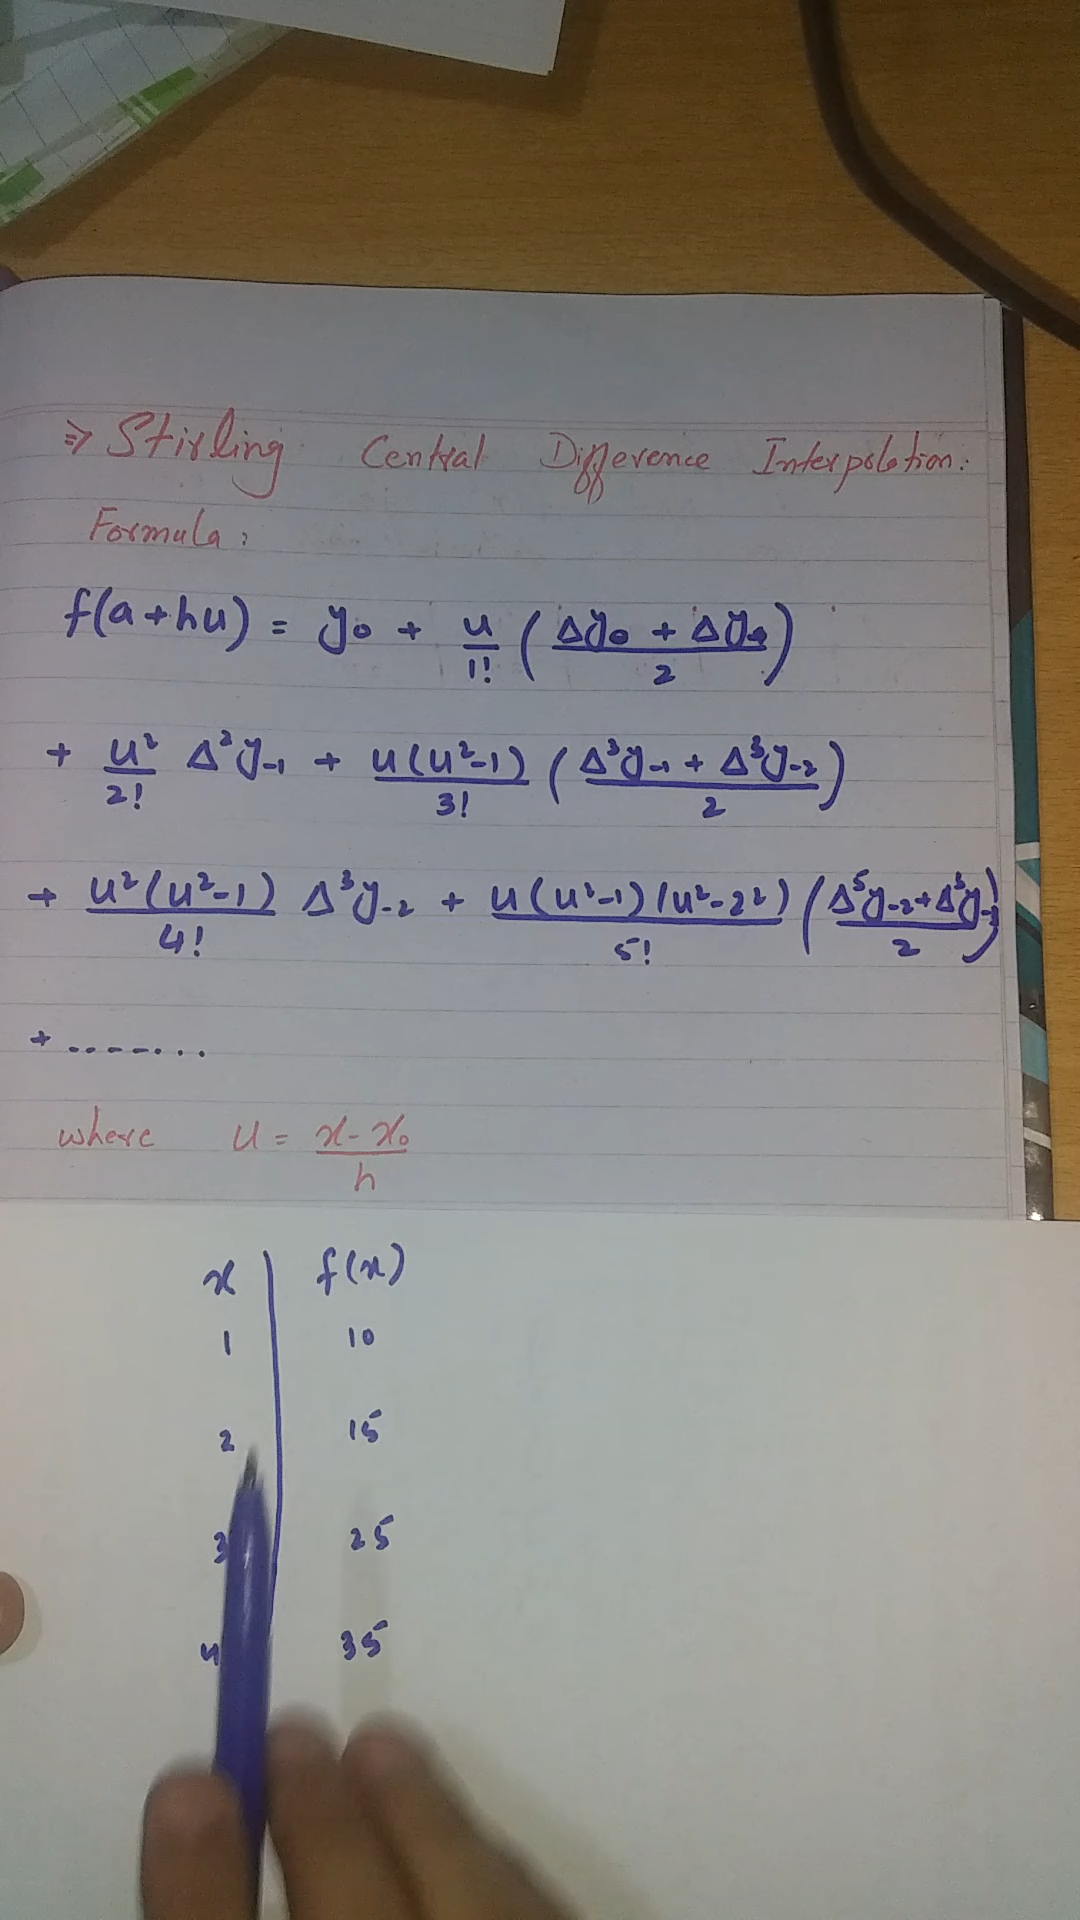 ⇒ Stirling Central Difference Interpolation.
Formula:
f(a+hu) = y₀ + u/1! (Δy₀ + Δy₋₁)/2
+ u²/2! Δ²y₋₁ + u(u²-1)/3! (Δ³y₋₁ + Δ³y₋₂)/2
+ u²(u²-1)/4! Δ³y₋₂ + u(u²-1)(u²-2²)/5! (Δ⁵y₋₂+Δ⁵y₋₃)/2
+ .......
where u = x-x₀/h
x f(x)
1 10
2 15
3 25
4 35